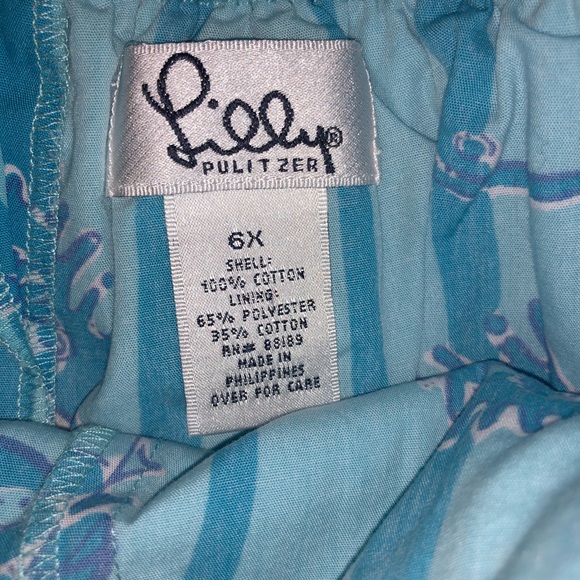 Lilly®
PULITZER
6X
SHELL:
100% COTTON
LINING:
65% POLYESTER
35% COTTON
RN# 88189
MADE IN
PHILIPPINES
OVER FOR CARE